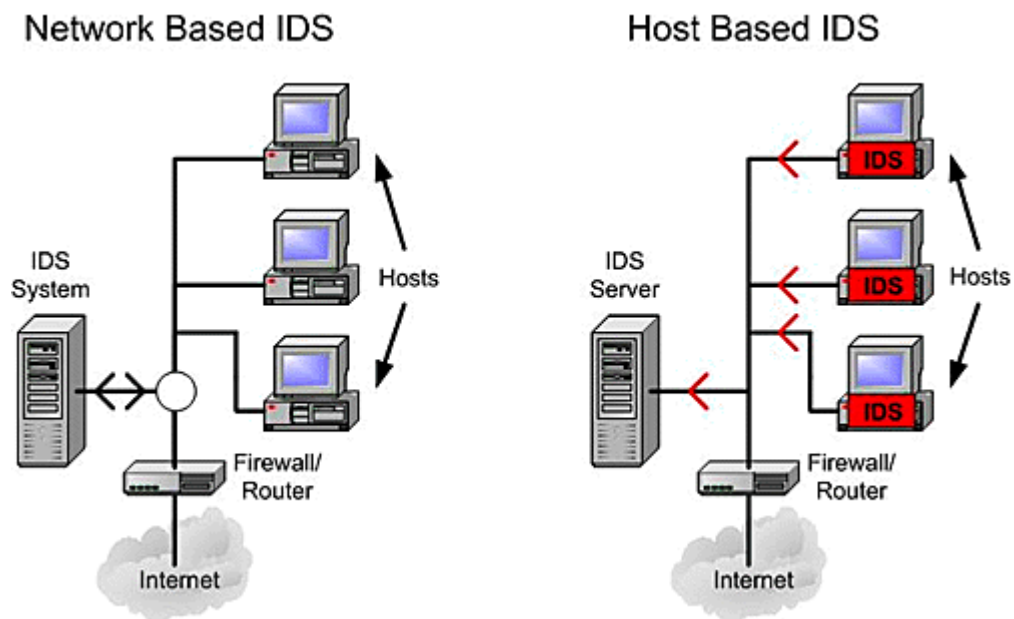 Network Based IDS
IDS
System
Hosts
Firewall/
Router
Internet
Host Based IDS
IDS
IDS
Server
IDS
Hosts
IDS
Firewall/
Router
Internet